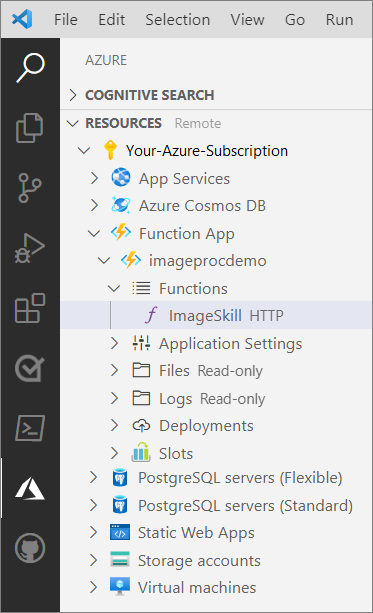 File Edit Selection View Go Run
AZURE
COGNITIVE SEARCH
RESOURCES Remote
Your-Azure-Subscription
App Services
Azure Cosmos DB
Function App
imageprocdemo
Functions
ImageSkill HTTP
Application Settings
Files Read-only
Logs Read-only
Deployments
Slots
PostgreSQL servers (Flexible)
PostgreSQL servers (Standard)
Static Web Apps
Storage accounts
Virtual machines